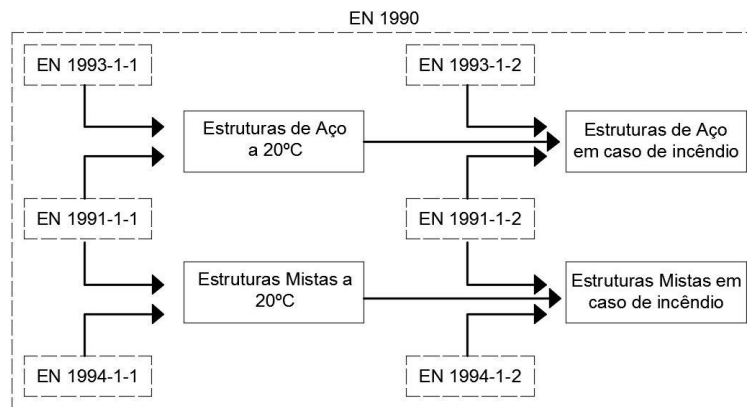 EN 1990
EN 1993-1-1
EN 1993-1-2
Estruturas de Aço
a 20ºC
Estruturas de Aço
em caso de incêndio
EN 1991-1-1
EN 1991-1-2
Estruturas Mistas a
20ºC
Estruturas Mistas em
caso de incêndio
EN 1994-1-1
EN 1994-1-2